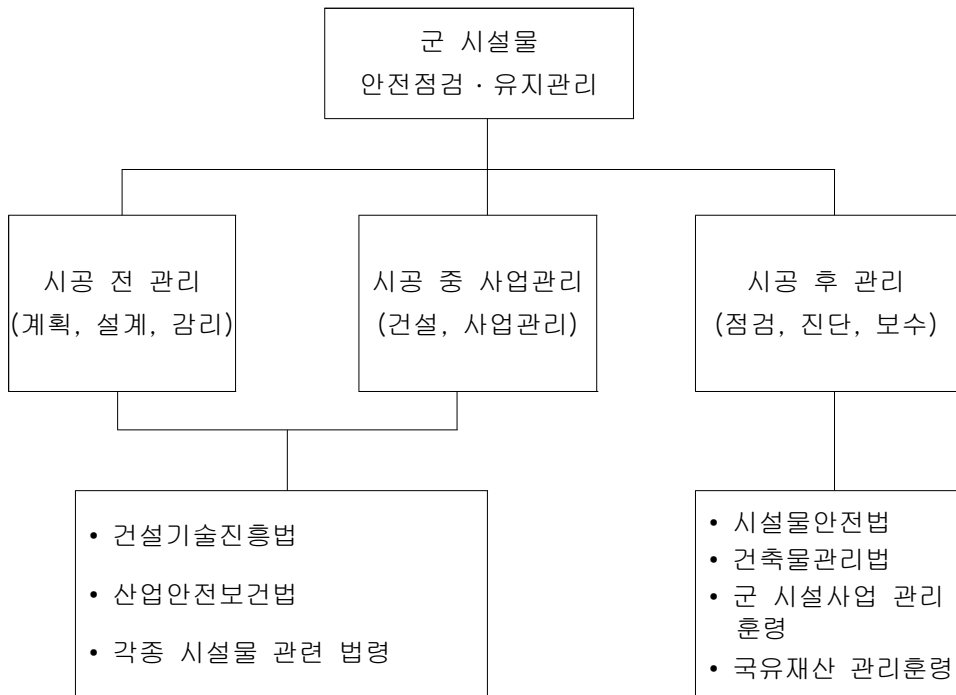 군 시설물
안전점검 · 유지관리
시공 전 관리
(계획, 설계, 감리)
시공 중 사업관리
(건설, 사업관리)
시공 후 관리
(점검, 진단, 보수)
• 건설기술진흥법
• 산업안전보건법
• 각종 시설물 관련 법령
• 시설물안전법
• 건축물관리법
• 군 시설사업 관리
훈령
• 국유재산 관리훈령